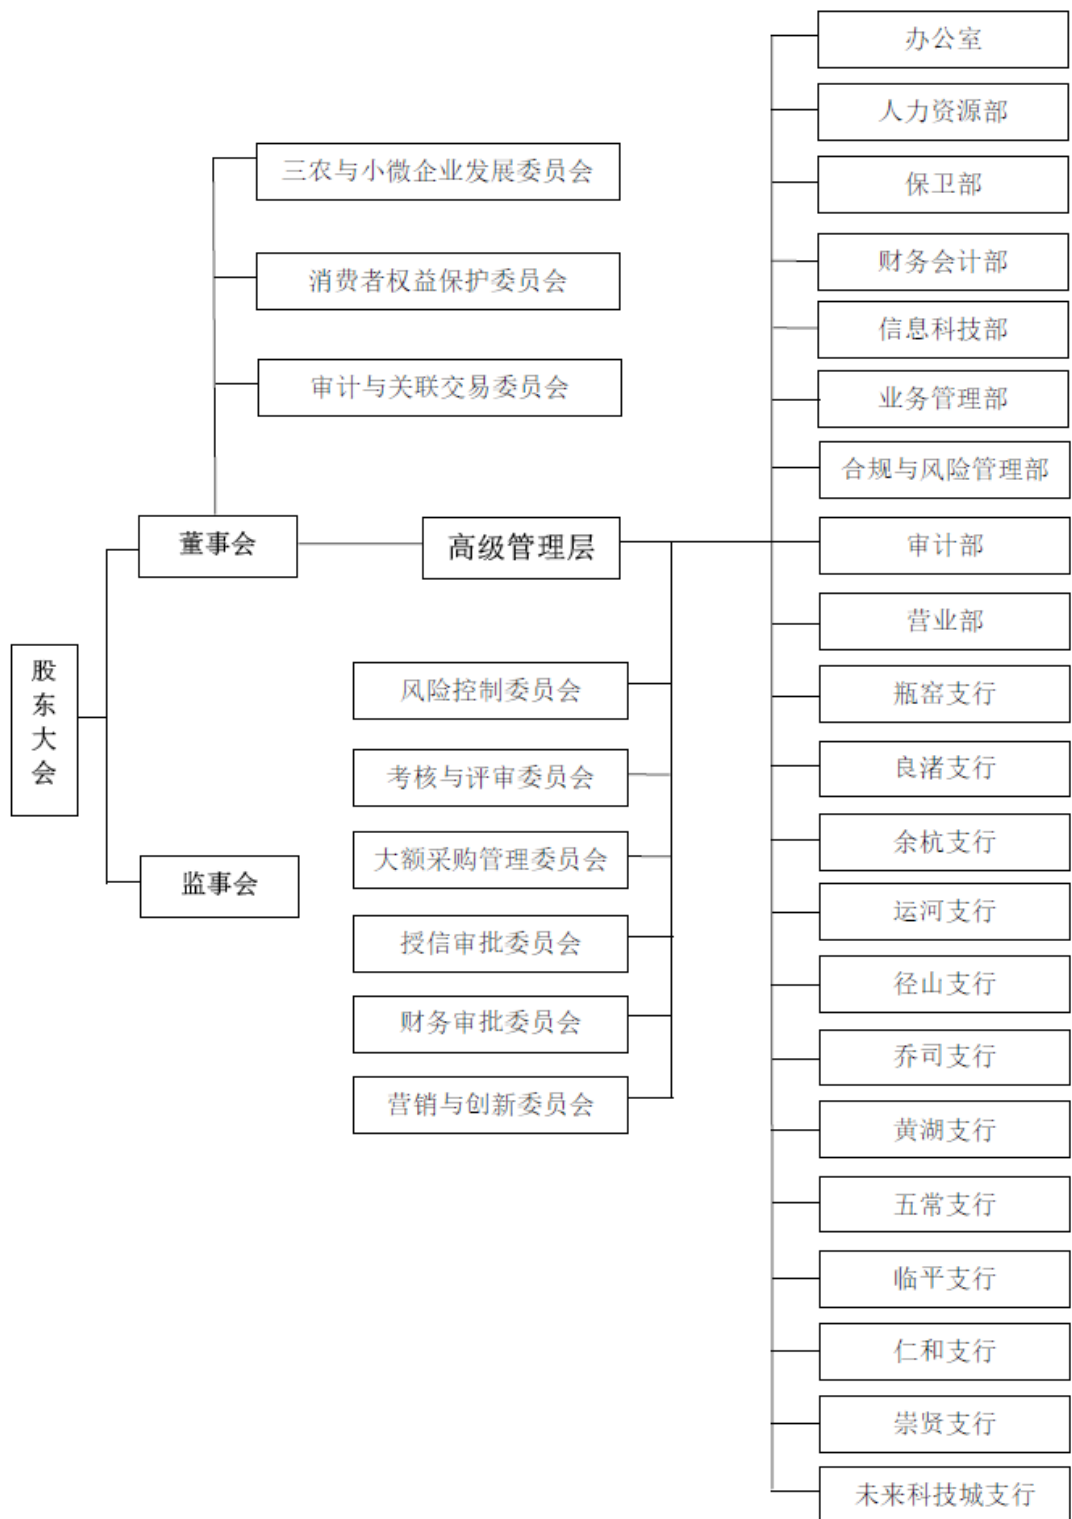 三农与小微企业发展委员会
消费者权益保护委员会
审计与关联交易委员会
董事会
高级管理层
股
东
大
会
监事会
风险控制委员会
考核与评审委员会
大额采购管理委员会
授信审批委员会
财务审批委员会
营销与创新委员会
办公室
人力资源部
保卫部
财务会计部
信息科技部
业务管理部
合规与风险管理部
审计部
营业部
瓶窑支行
良渚支行
余杭支行
运河支行
径山支行
乔司支行
黄湖支行
五常支行
临平支行
仁和支行
崇贤支行
未来科技城支行